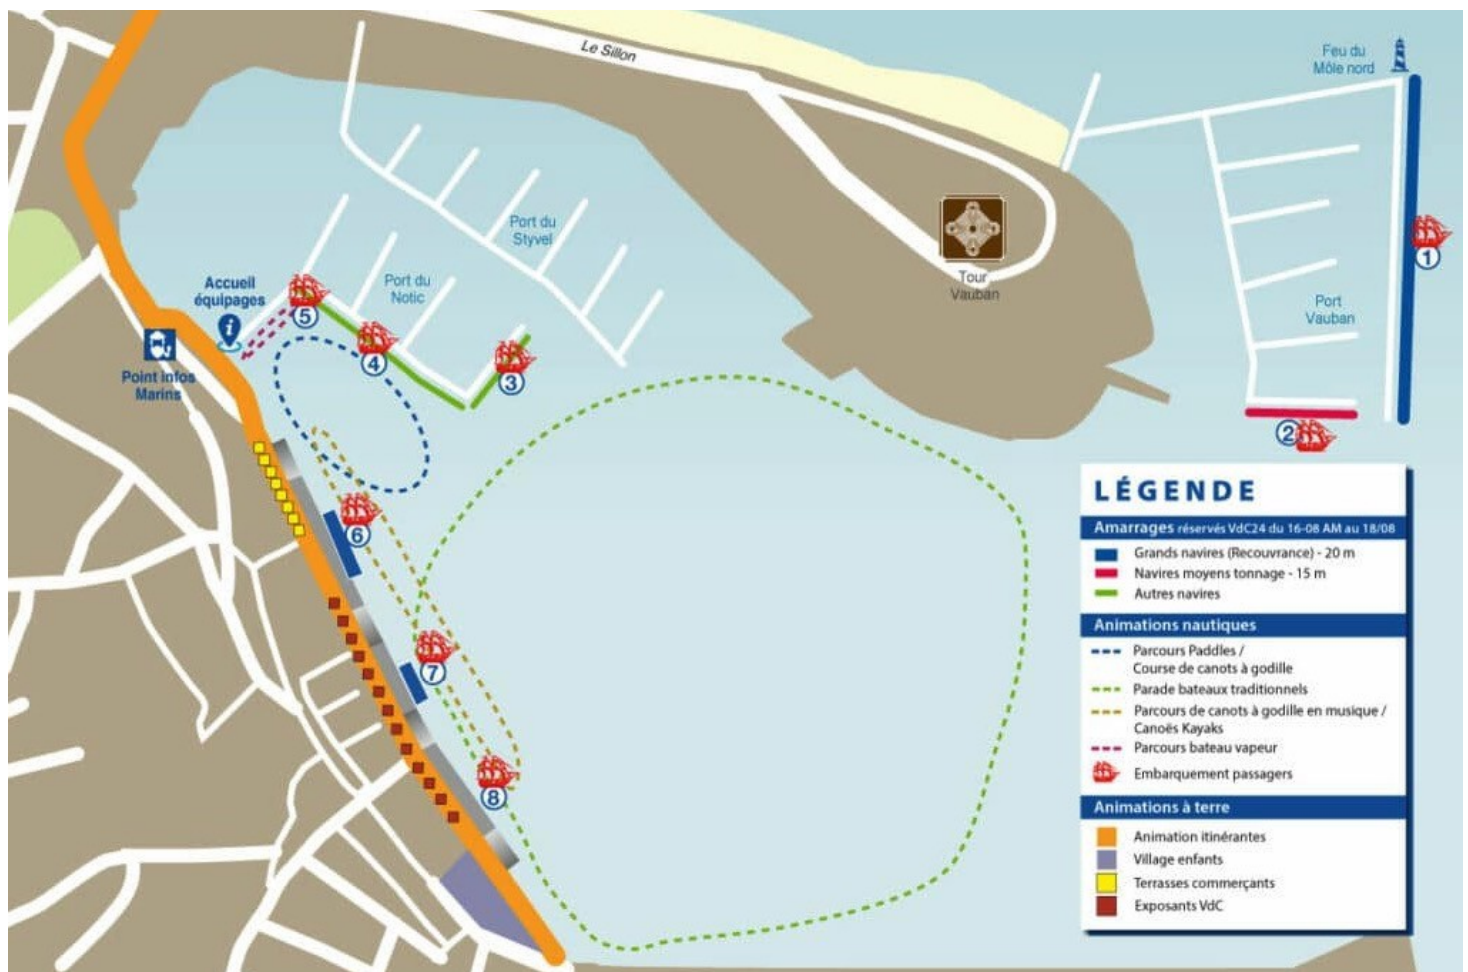 Le Sillon
Feu du
Môle nord
Port du
Styvel
Tour
Vauban
Accueil
équipages
Port du
Notic
1
Port
Vauban
5
4
3
Point infos
Marins
2
6
7
8
LÉGENDE
Amarrages réservés VdC24 du 16-08 AM au 18/08
Grands navires (Recouvrance) - 20 m
Navires moyens tonnage - 15 m
Autres navires
Animations nautiques
Parcours Paddles /
Course de canots à godille
Parade bateaux traditionnels
Parcours de canots à godille en musique /
Canoës Kayaks
Parcours bateau vapeur
Embarquement passagers
Animations à terre
Animation itinérantes
Village enfants
Terrasses commerçants
Exposants VdC